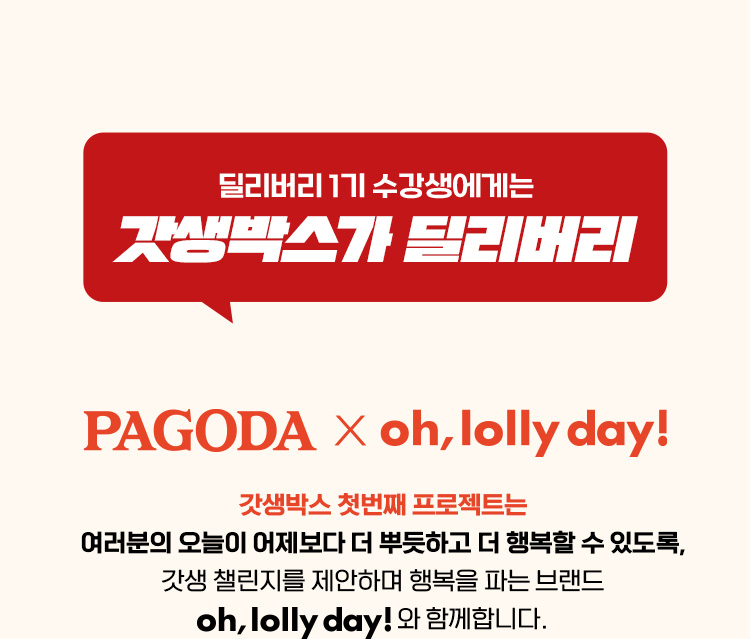 딜리버리 1기 수강생에게는
갓생박스가 딜리버리
PAGODA X oh, lolly day!
갓생박스 첫번째 프로젝트는
여러분의 오늘이 어제보다 더 뿌듯하고 더 행복할 수 있도록,
갓생 챌린지를 제안하며 행복을 파는 브랜드
oh, lolly day! 와 함께합니다.